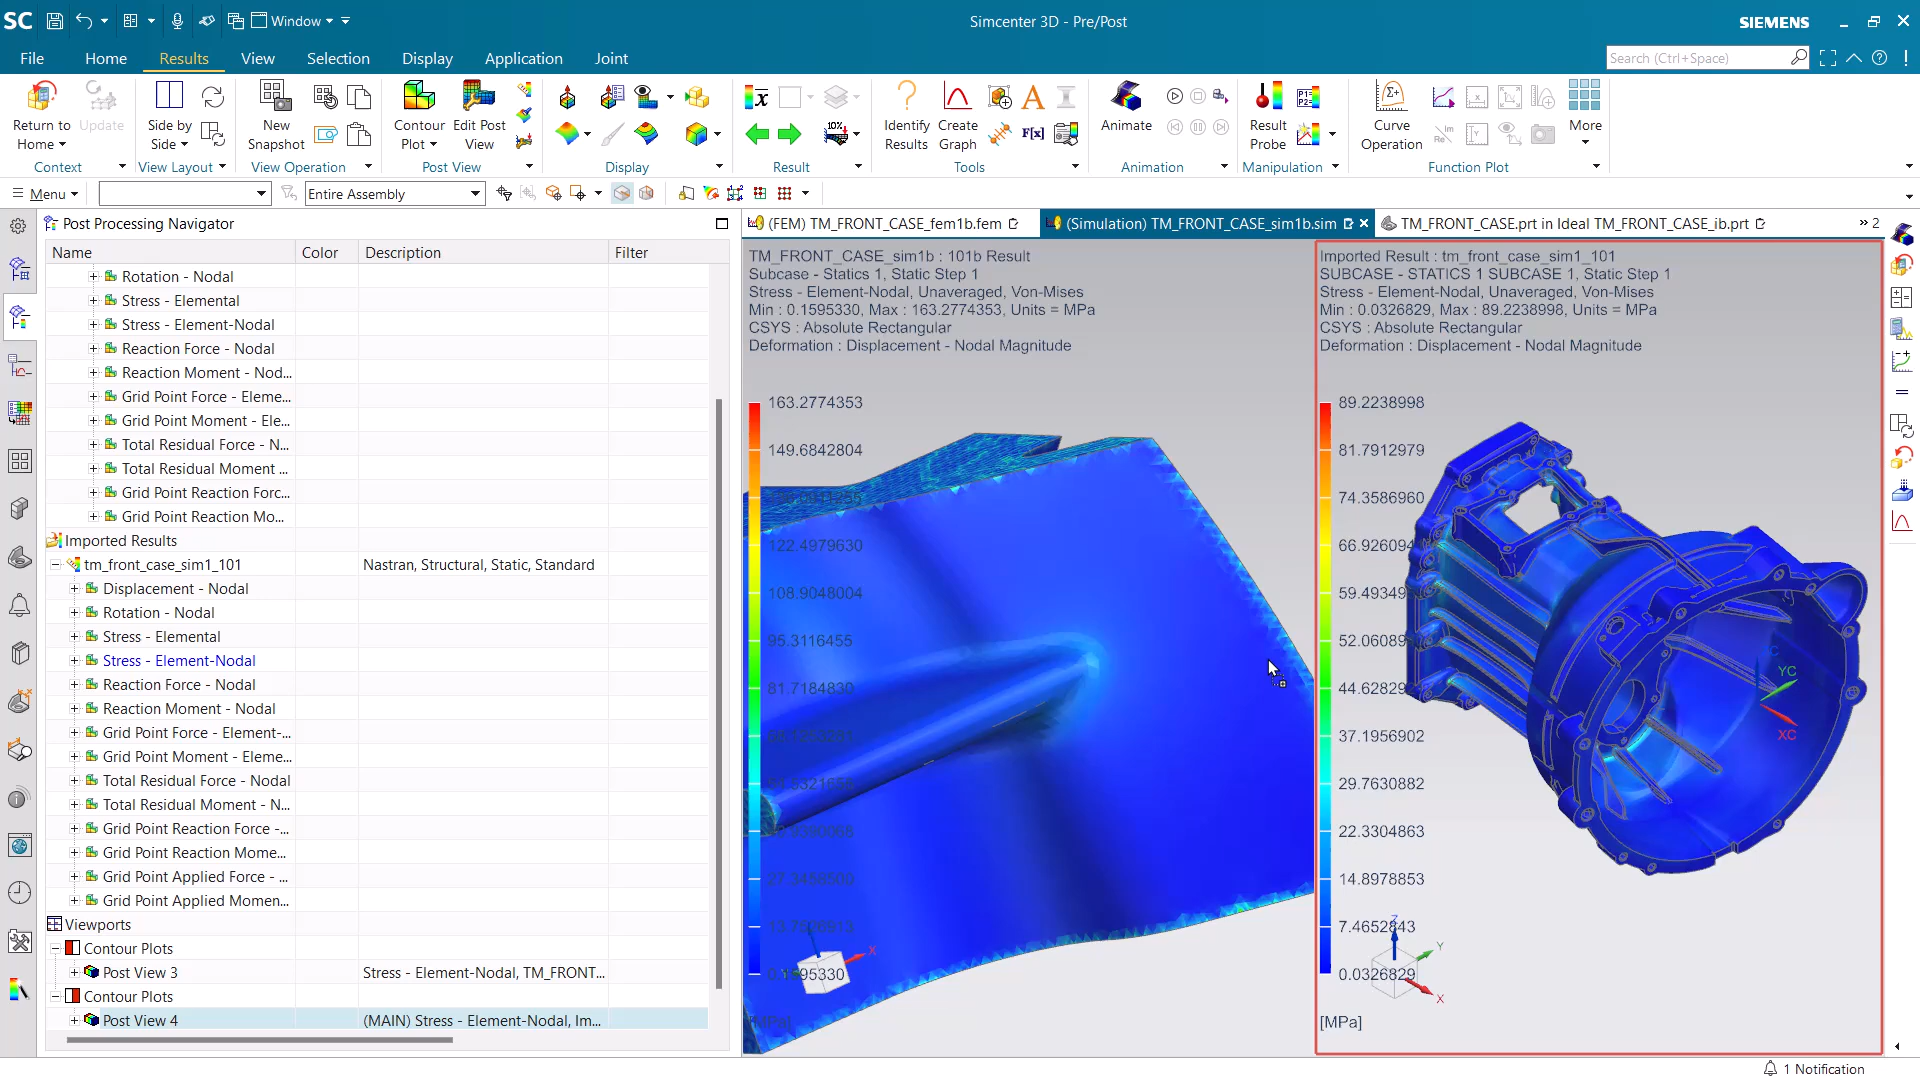 SC
Window
Simcenter 3D - Pre/Post
SIEMENS
File
Home
Results
View
Selection
Display
Application
Joint
Search (Ctrl+Space)
Return to Home
Update
Side by Side
New Snapshot
Contour Plot
Edit Post View
Identify Results
Create Graph
Animate
Result Probe
Curve Operation
More
Context
View Layout
View Operation
Post View
Display
Result
Tools
Animation
Manipulation
Function Plot
Menu
Entire Assembly
Post Processing Navigator
(FEM) TM_FRONT_CASE_fem1b.fem
(Simulation) TM_FRONT_CASE_sim1b.sim
TM_FRONT_CASE.prt in Ideal TM_FRONT_CASE_ib.prt
2
Name
Color
Description
Filter
Rotation - Nodal
Stress - Elemental
Stress - Element-Nodal
Reaction Force - Nodal
Reaction Moment - Nod...
Grid Point Force - Eleme...
Grid Point Moment - Ele...
Total Residual Force - N...
Total Residual Moment ...
Grid Point Reaction Forc...
Grid Point Reaction Mo...
Imported Results
tm_front_case_sim1_101
Nastran, Structural, Static, Standard
Displacement - Nodal
Rotation - Nodal
Stress - Elemental
Stress - Element-Nodal
Reaction Force - Nodal
Reaction Moment - Nodal
Grid Point Force - Element-...
Grid Point Moment - Eleme...
Total Residual Force - Nodal
Total Residual Moment - N...
Grid Point Reaction Force -...
Grid Point Reaction Mome...
Grid Point Applied Force - ...
Grid Point Applied Momen...
Viewports
Contour Plots
Post View 3
Stress - Element-Nodal, TM_FRONT...
Contour Plots
Post View 4
(MAIN) Stress - Element-Nodal, Im...
TM_FRONT_CASE_sim1b : 101b Result
Subcase - Statics 1, Static Step 1
Stress - Element-Nodal, Unaveraged, Von-Mises
Min : 0.1595330, Max : 163.2774353, Units = MPa
CSYS : Absolute Rectangular
Deformation : Displacement - Nodal Magnitude
163.2774353
149.6842804
122.4979630
108.9048004
95.3116455
81.7184830
X
[MPa]
Imported Result : tm_front_case_sim1_101
SUBCASE - STATICS 1 SUBCASE 1, Static Step 1
Stress - Element-Nodal, Unaveraged, Von-Mises
Min : 0.0326829, Max : 89.2238998, Units = MPa
CSYS : Absolute Rectangular
Deformation : Displacement - Nodal Magnitude
89.2238998
81.7912979
74.3586960
66.926094
59.49349
52.06089
44.62829
37.1956902
29.7630882
22.3304863
14.8978853
7.4652843
0.0326829
[MPa]
YC
XC
Z
Y
X
1 Notification